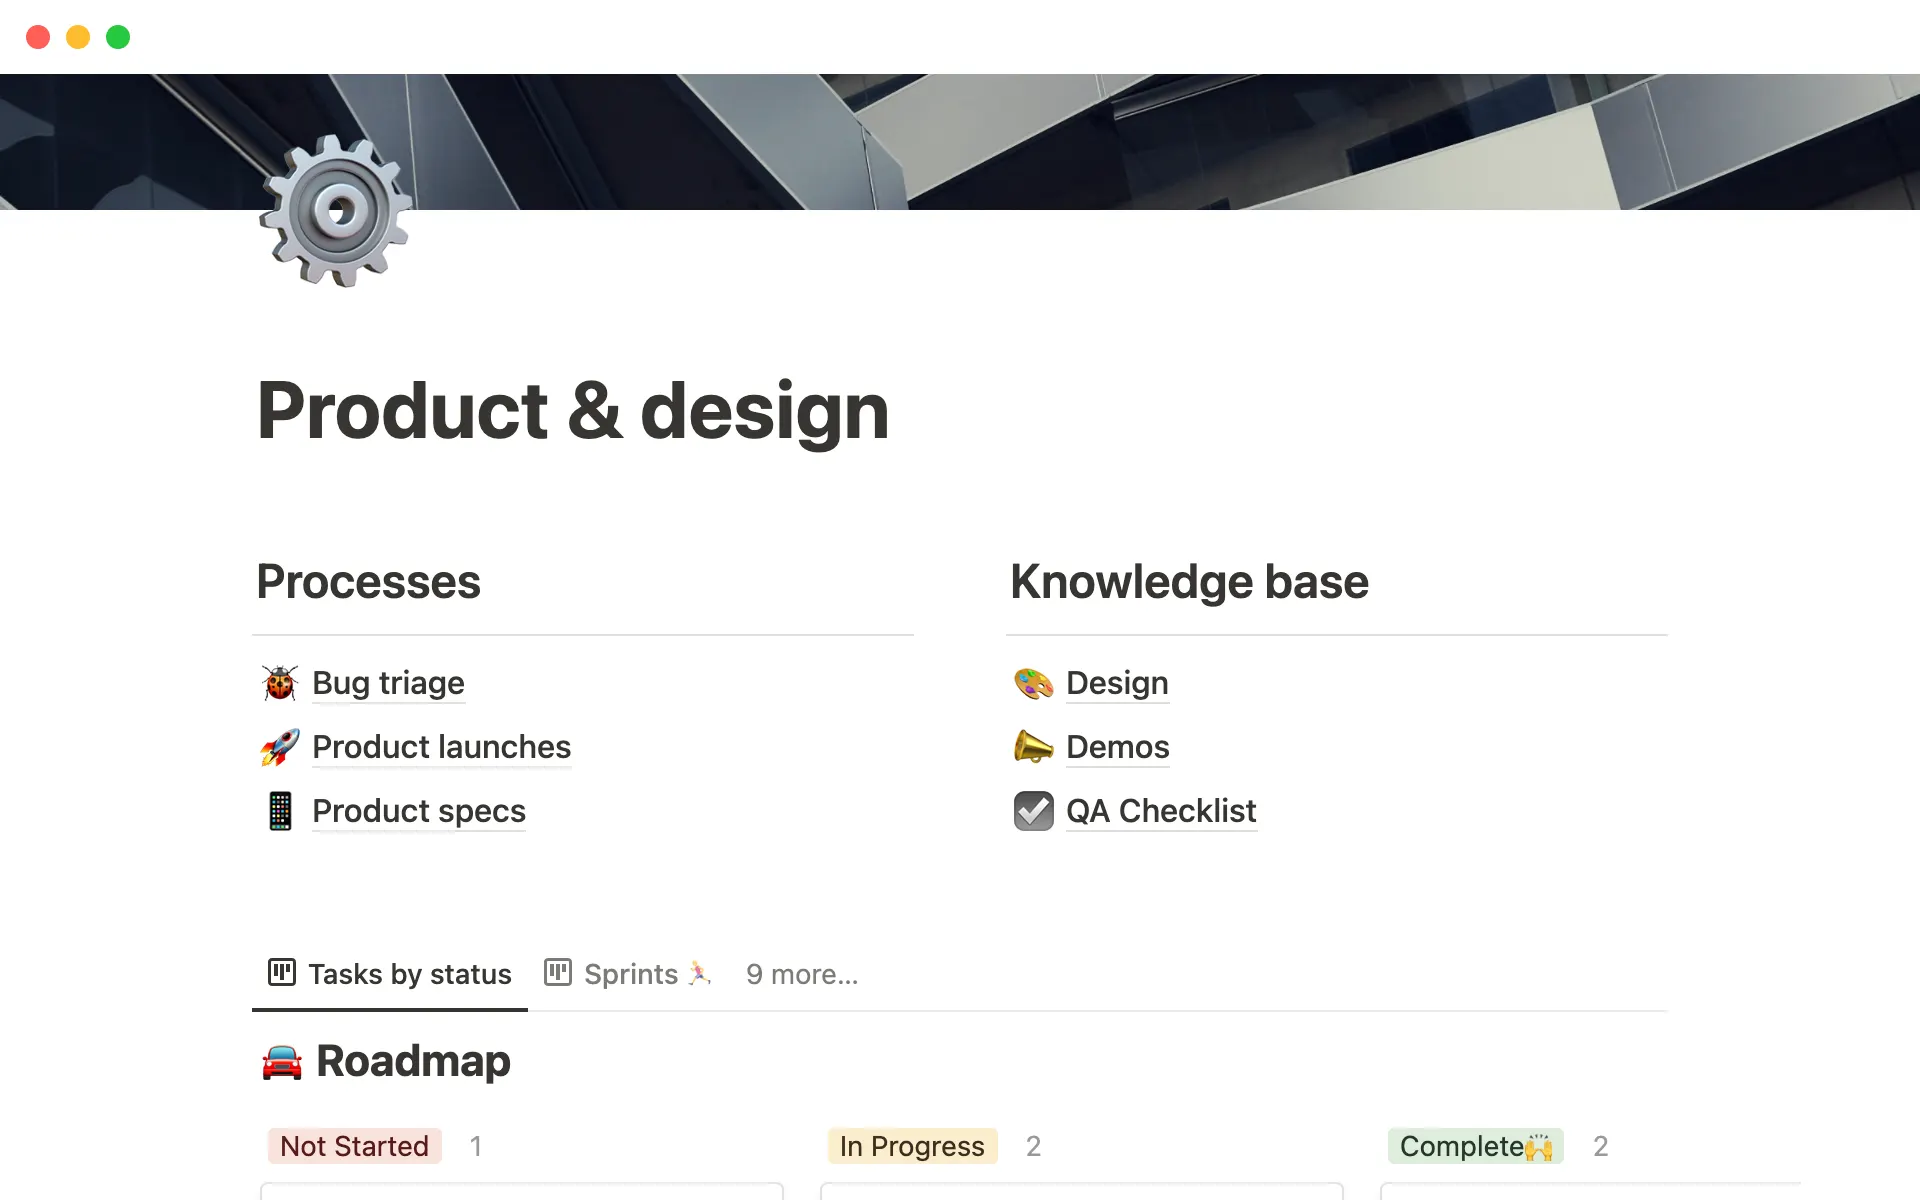 Product & design
Processes
Bug triage
Product launches
Product specs
Knowledge base
Design
Demos
QA Checklist
Tasks by status
Sprints 🏃‍♀️
9 more...
🚘 Roadmap
Not Started 1
In Progress 2
Complete🙌 2